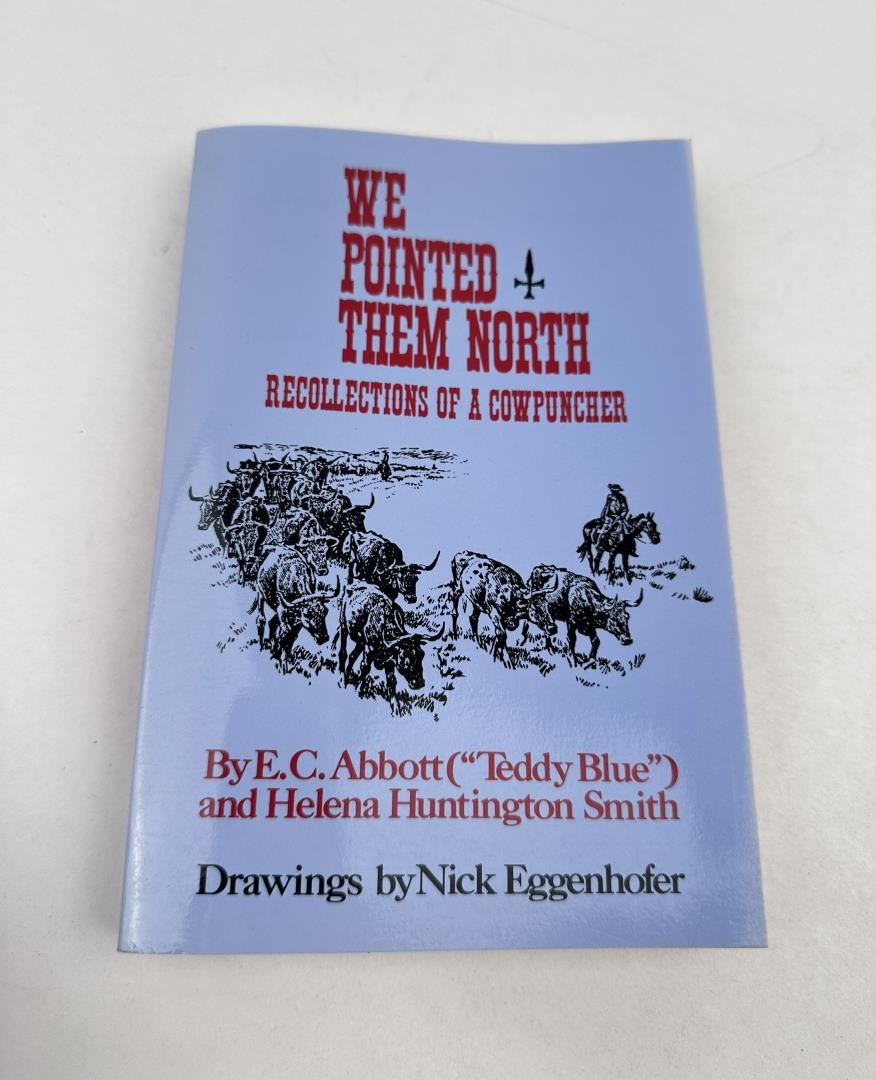 WE
POINTED
THEM NORTH
RECOLLECTIONS OF A COWPUNCHER
By E. C. Abbott ("Teddy Blue")
and Helena Huntington Smith
Drawings by Nick Eggenhofer